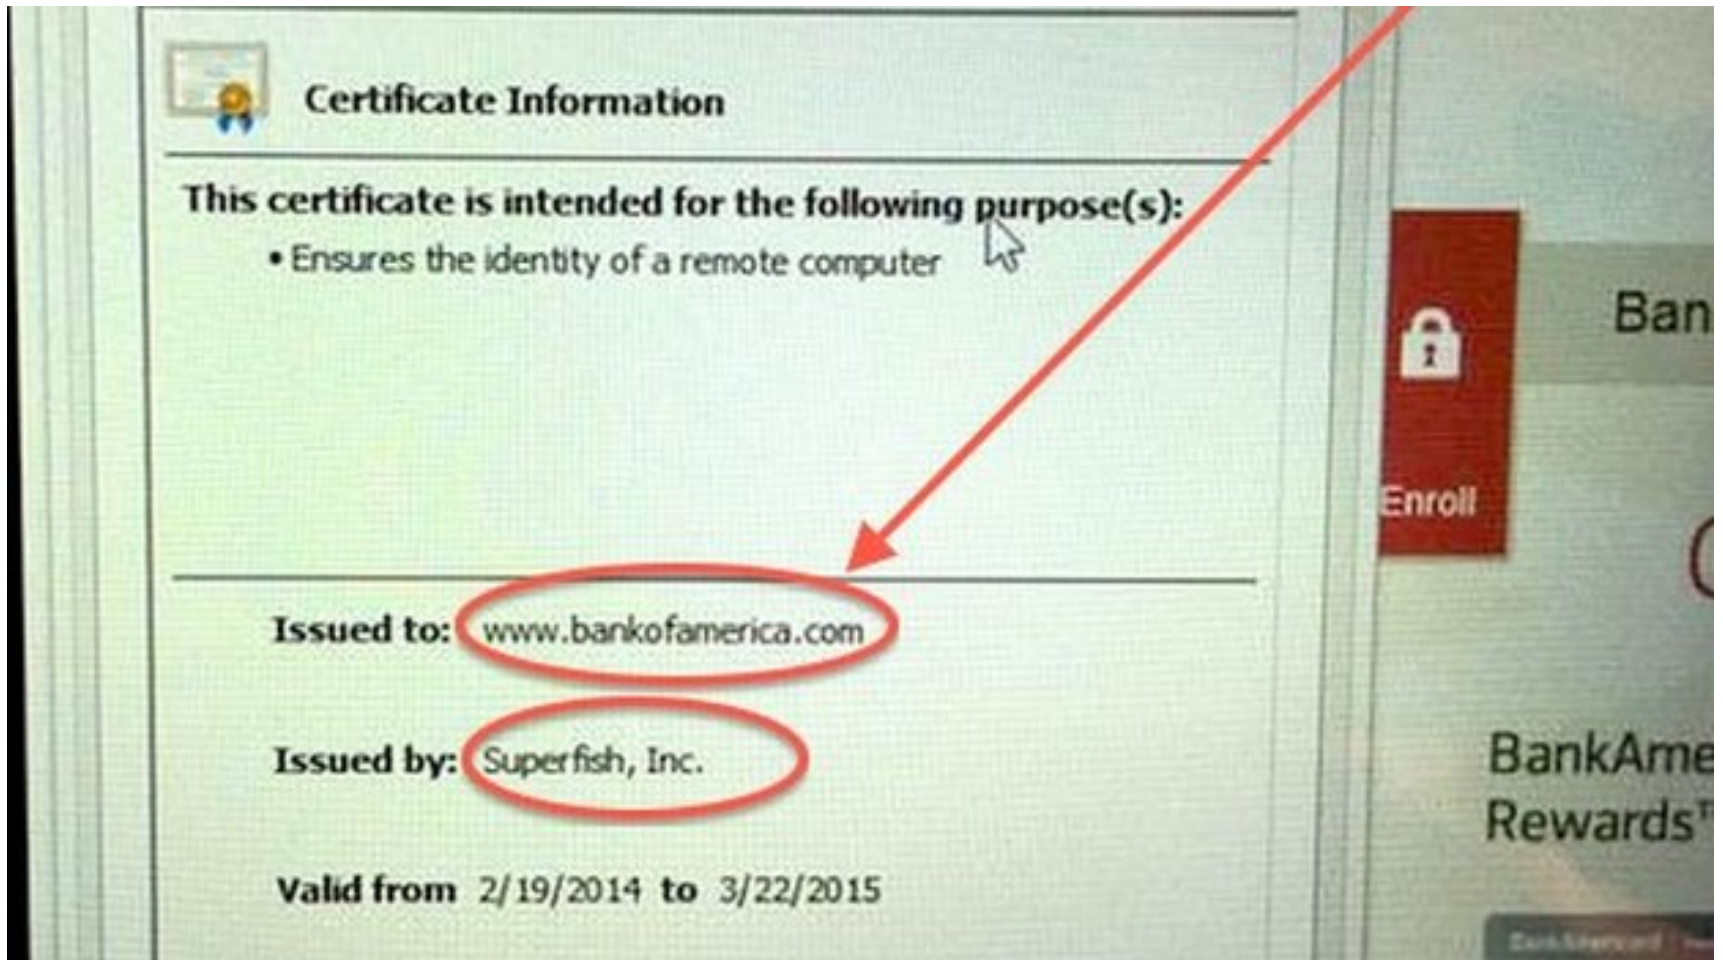 Certificate Information
This certificate is intended for the following purpose(s):
• Ensures the identity of a remote computer
Issued to: www.bankofamerica.com
Issued by: Superfish, Inc.
Valid from 2/19/2014 to 3/22/2015
Ban
Enroll
BankAme
Rewards™